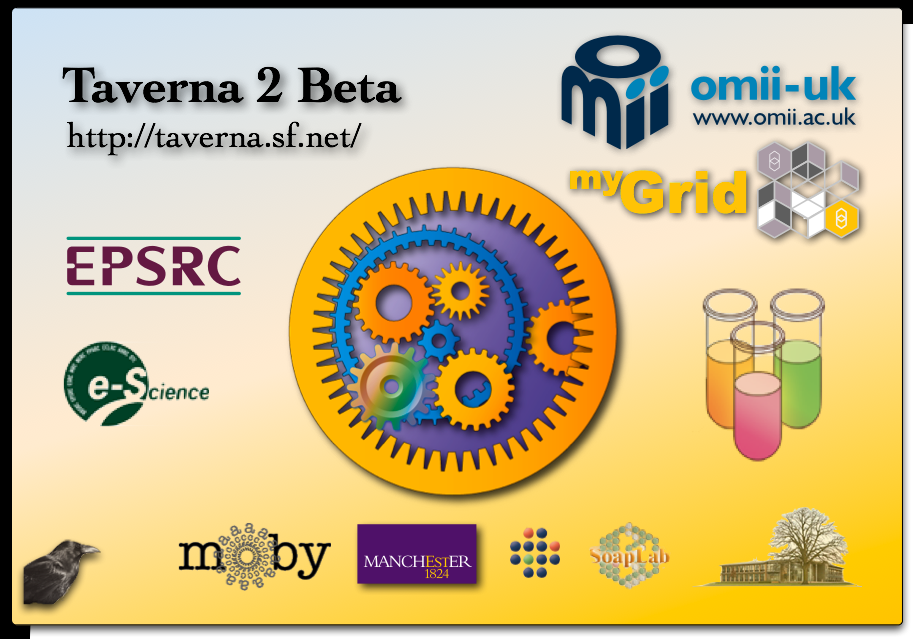 Taverna 2 Beta
http://taverna.sf.net/
omii
omii-uk
www.omii.ac.uk
myGrid
EPSRC
e-Science
moby
MANCHESTER
1824
SoapLab